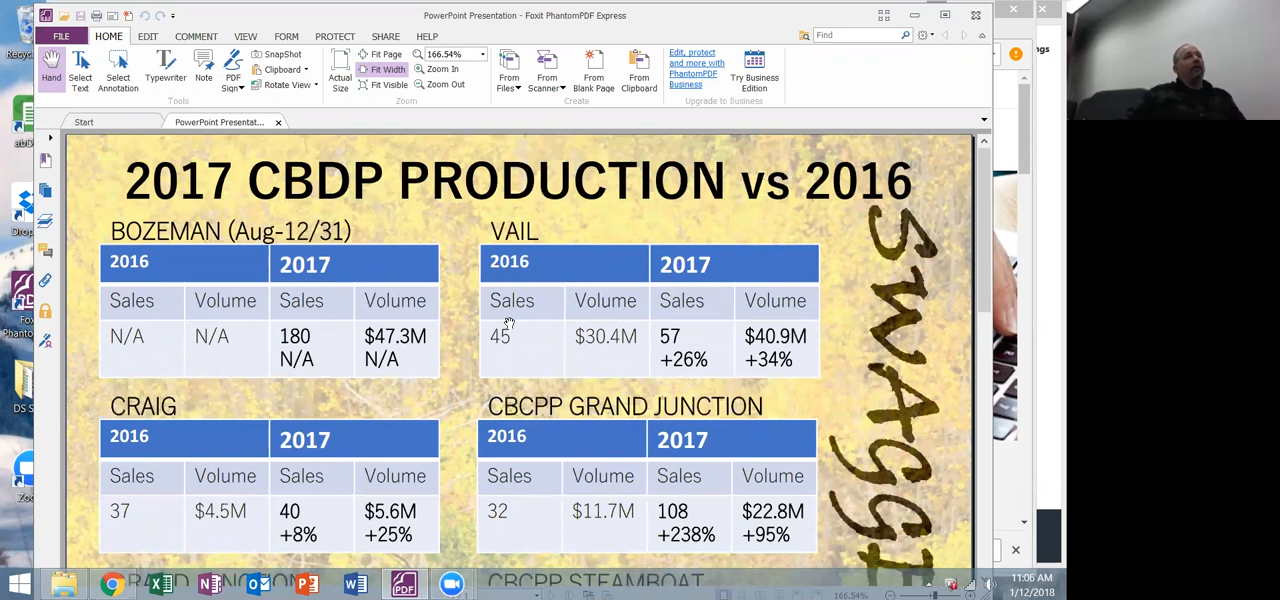 PowerPoint Presentation - Foxit PhantomPDF Express
FILE HOME EDIT COMMENT VIEW FORM PROTECT SHARE HELP
Find
Hand
Select Text
Select Annotation
Typewriter
Note
PDF Sign
SnapShot
Clipboard
Rotate View
Tools
Actual Size
Fit Page
Fit Width
Fit Visible
166.54%
Zoom In
Zoom Out
Zoom
From Files
From Scanner
From Blank Page
From Clipboard
Create
Edit, protect
and more with
PhantomPDF
Business
Try Business Edition
Upgrade to Business
Start
PowerPoint Presentat...
2017 CBDP PRODUCTION vs 2016
BOZEMAN (Aug-12/31)
2016 2017
Sales Volume Sales Volume
N/A N/A 180 $47.3M
N/A N/A
VAIL
2016 2017
Sales Volume Sales Volume
45 $30.4M 57 $40.9M
+26% +34%
CRAIG
2016 2017
Sales Volume Sales Volume
37 $4.5M 40 $5.6M
+8% +25%
CBCPP GRAND JUNCTION
2016 2017
Sales Volume Sales Volume
32 $11.7M 108 $22.8M
+238% +95%
GRAND JUNCTION
CBCPP STEAMBOAT
166.54%
11:06 AM
1/12/2018